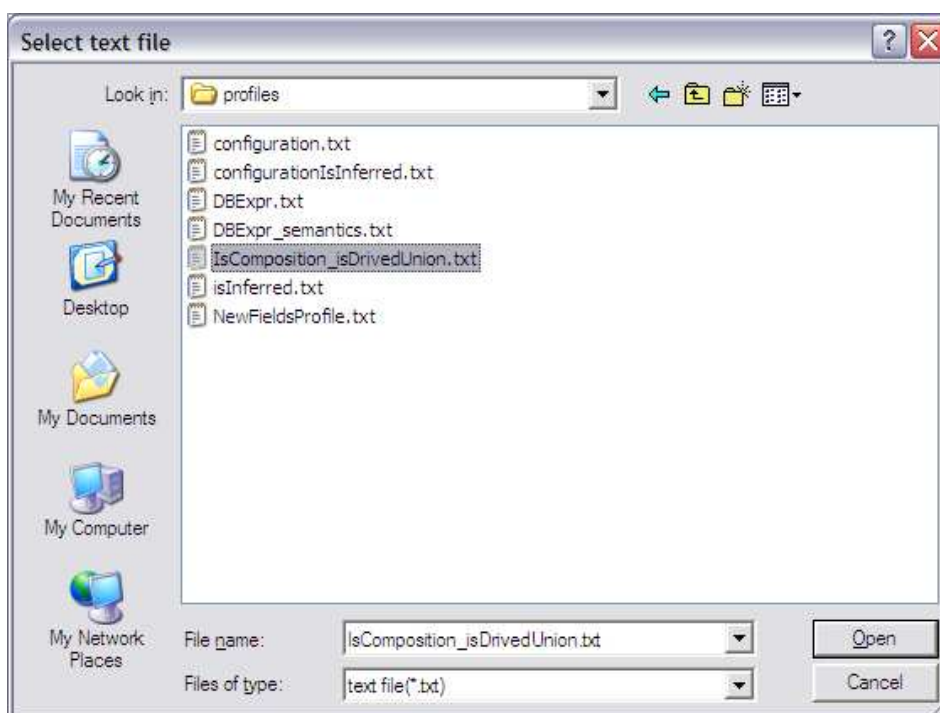 Select text file
Look in:
profiles
configuration.txt
configurationIsInferred.txt
DBExpr.txt
DBExpr_semantics.txt
IsComposition_isDrivedUnion.txt
isInferred.txt
NewFieldsProfile.txt
My Recent
Documents
Desktop
My Documents
My Computer
My Network
Places
File name:
IsComposition_isDrivedUnion.txt
Open
Files of type:
text file(*.txt)
Cancel